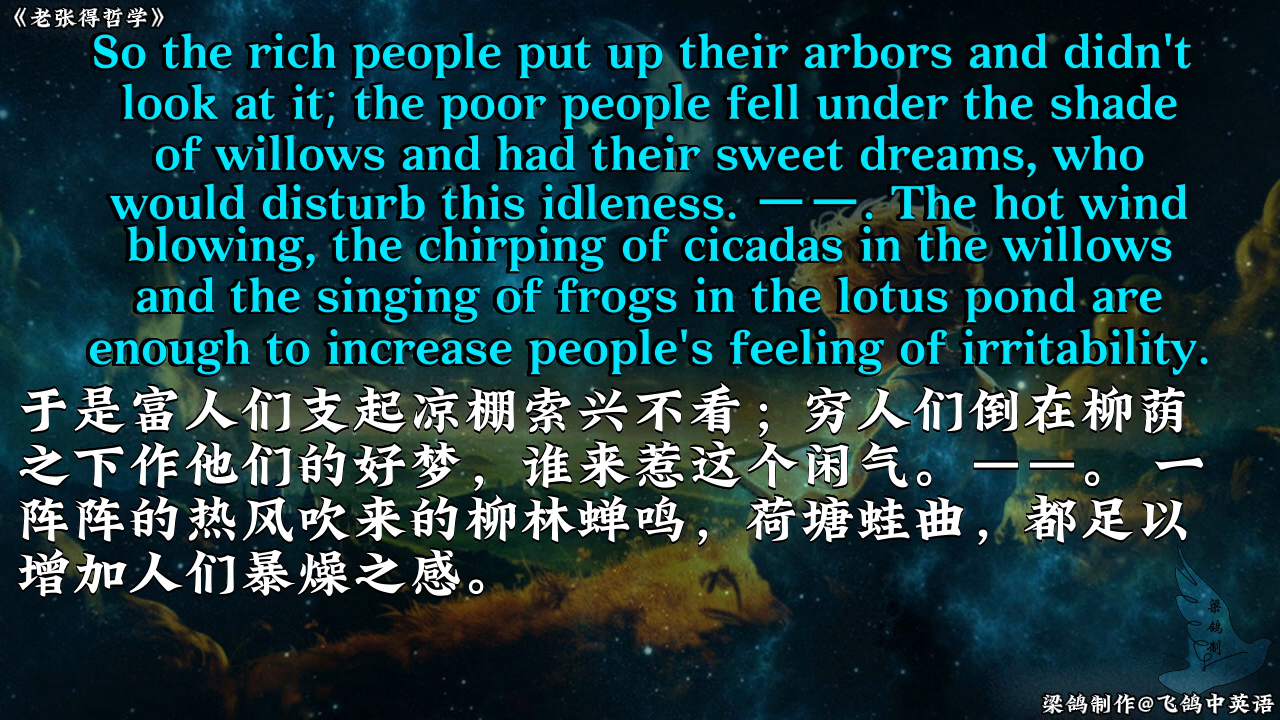 《老张得哲学》
So the rich people put up their arbors and didn't
look at it; the poor people fell under the shade
of willows and had their sweet dreams, who
would disturb this idleness. ——. The hot wind
blowing, the chirping of cicadas in the willows
and the singing of frogs in the lotus pond are
enough to increase people's feeling of irritability.
于是富人们支起凉棚索兴不看；穷人们倒在柳荫
之下作他们的好梦，谁来惹这个闲气。——。 一
阵阵的热风吹来的柳林蝉鸣，荷塘蛙曲，都足以
增加人们暴燥之感。
梁
鸽
制
梁鸽制作@飞鸽中英语